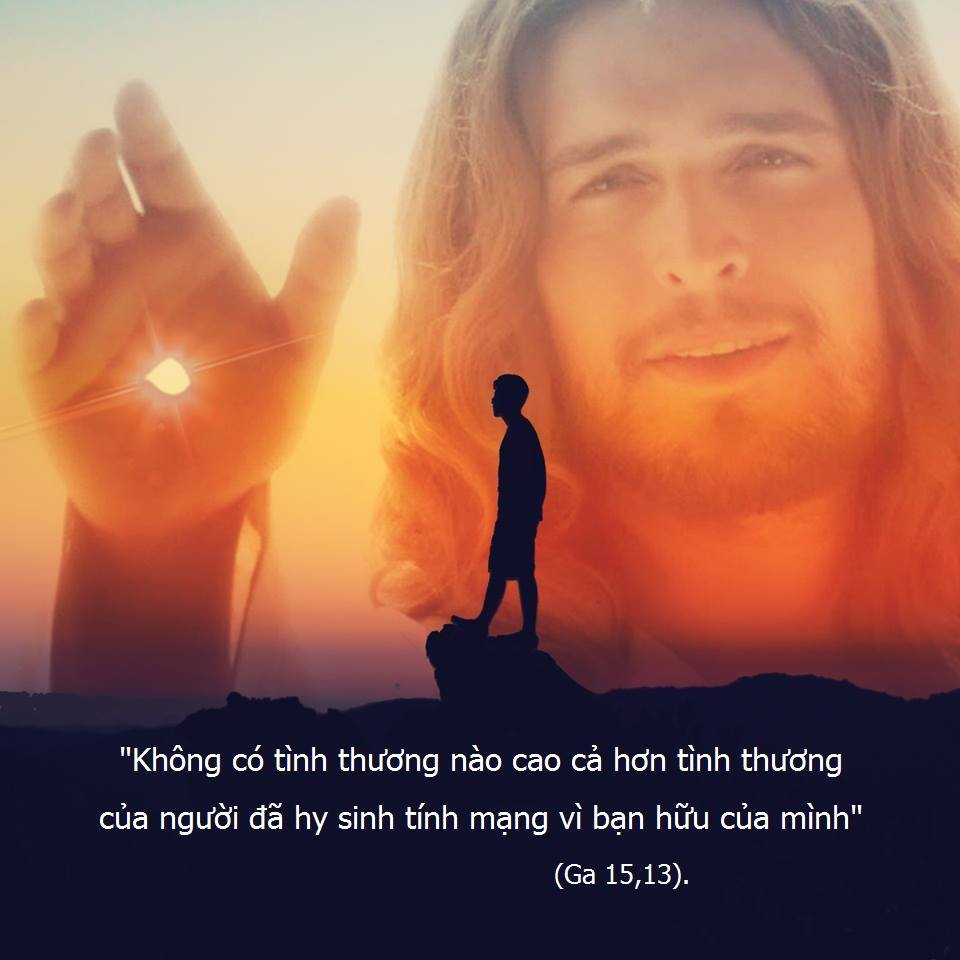 "Không có tình thương nào cao cả hơn tình thương
của người đã hy sinh tính mạng vì bạn hữu của mình"
(Ga 15,13).